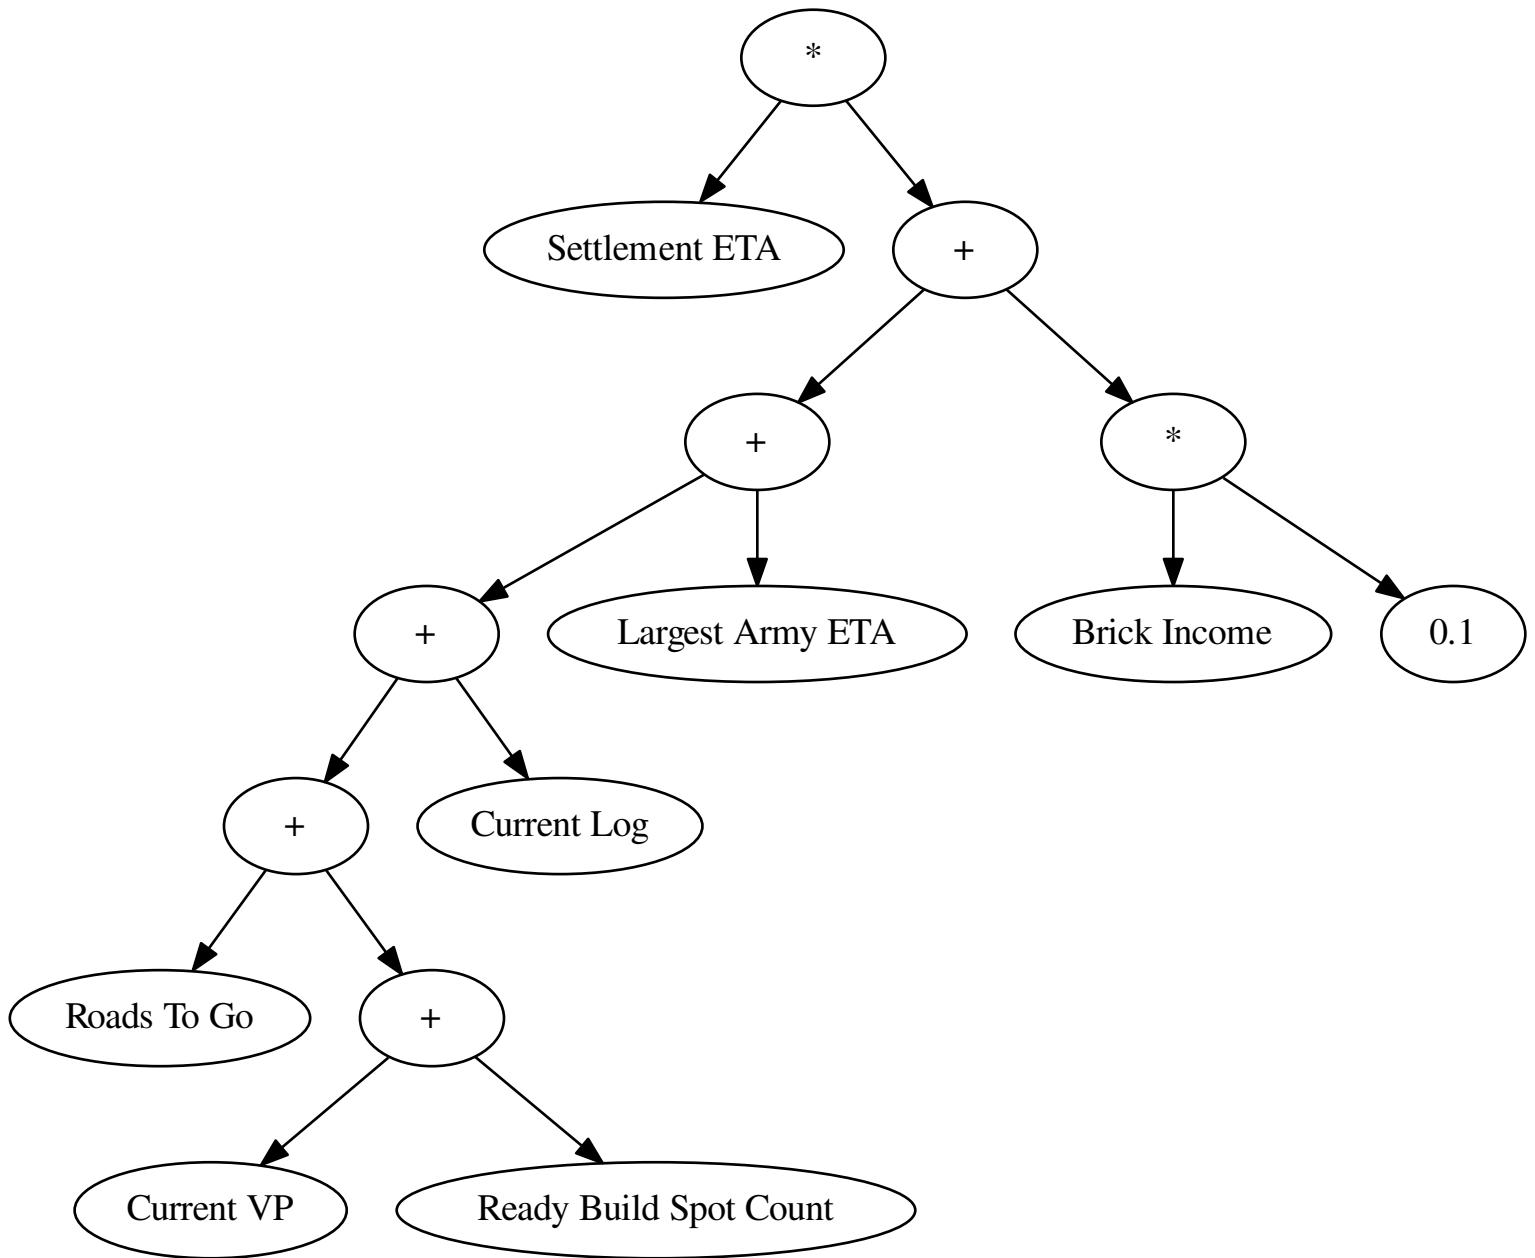 *
Settlement ETA
+
+
*
+
Largest Army ETA
Brick Income
0.1
+
Current Log
Roads To Go
+
Current VP
Ready Build Spot Count